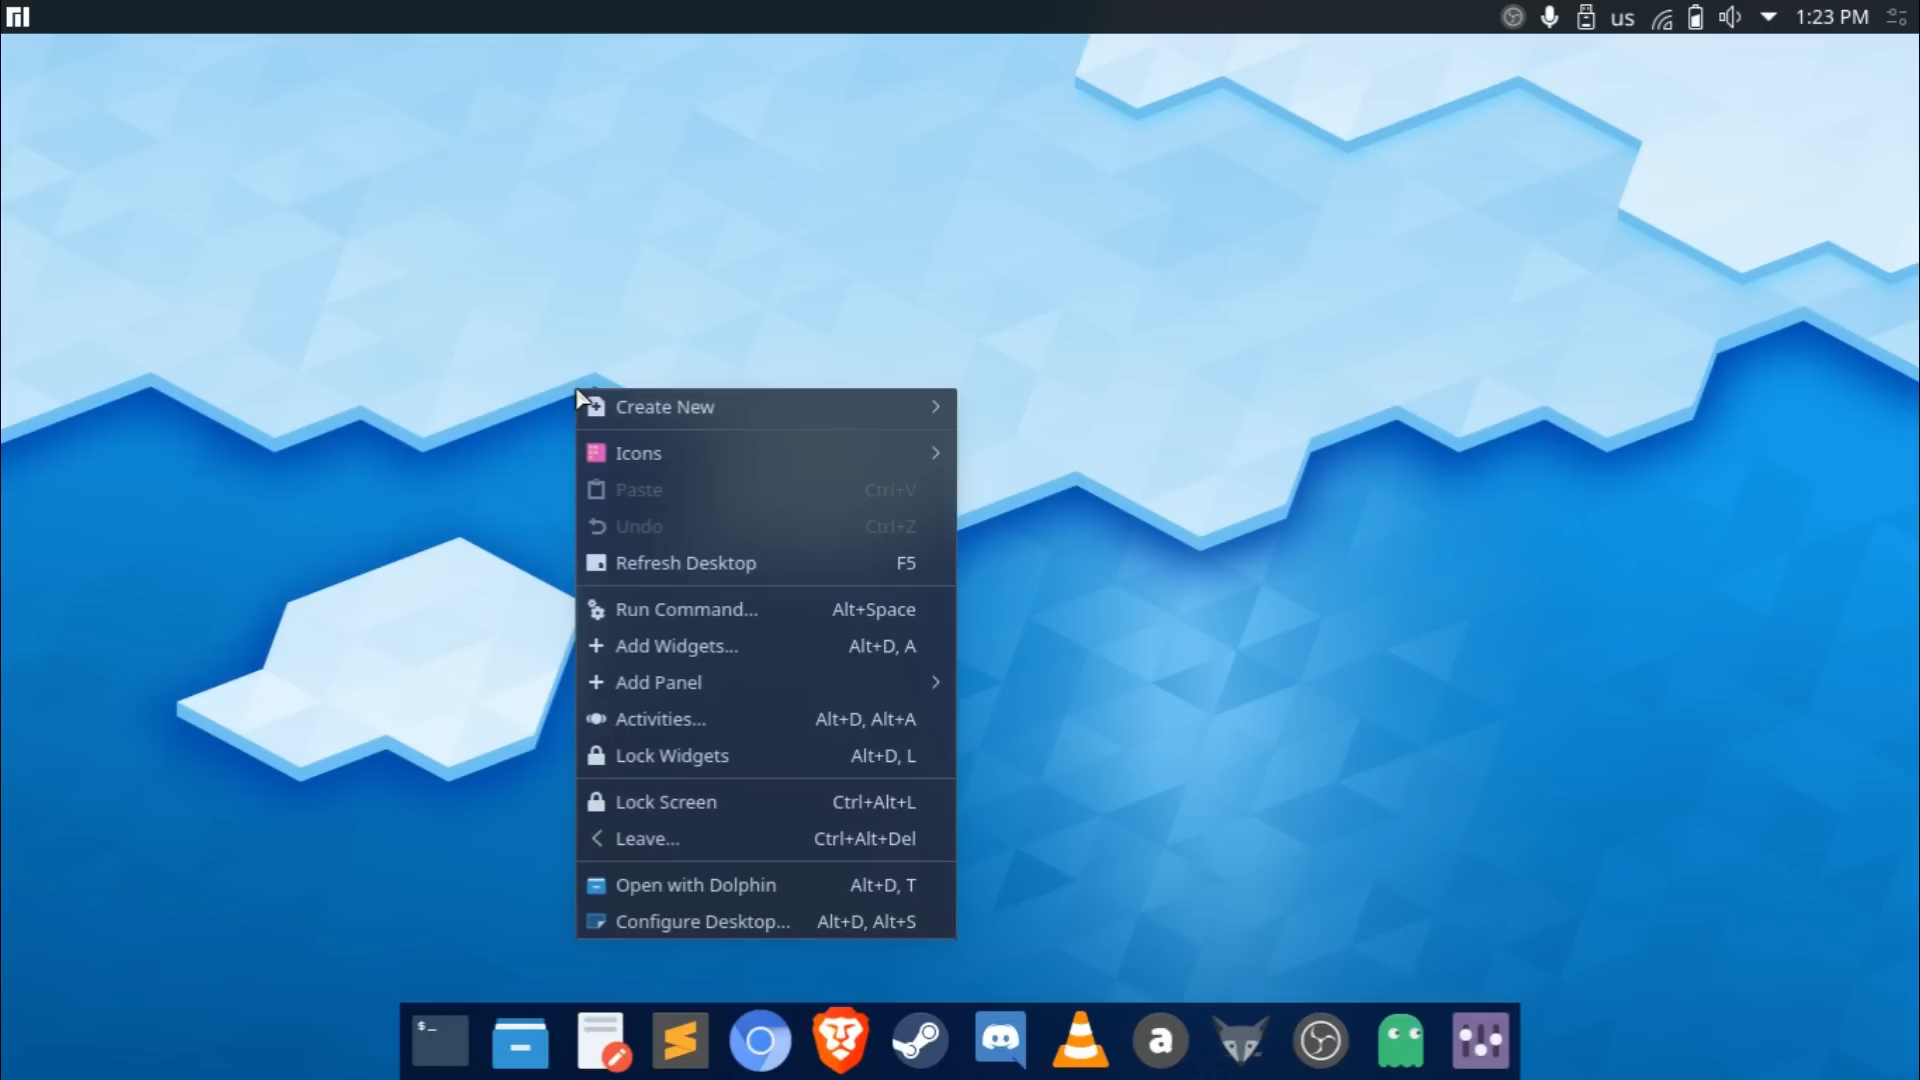 us 1:23 PM
Create New
Icons
Paste Ctrl+V
Undo Ctrl+Z
Refresh Desktop F5
Run Command... Alt+Space
Add Widgets... Alt+D, A
Add Panel
Activities... Alt+D, Alt+A
Lock Widgets Alt+D, L
Lock Screen Ctrl+Alt+L
Leave... Ctrl+Alt+Del
Open with Dolphin Alt+D, T
Configure Desktop... Alt+D, Alt+S
$_
a